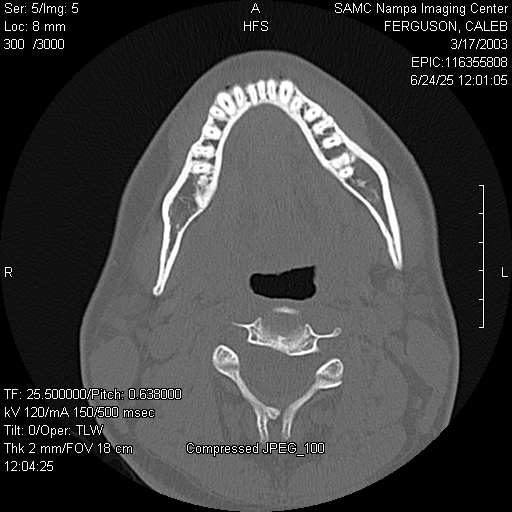 Ser: 5/Img: 5
Loc: 8 mm
300 /3000
A
HFS
SAMC Nampa Imaging Center
FERGUSON, CALEB
3/17/2003
EPIC:116355808
6/24/25 12:01:05
R
L
TF: 25.500000/Pitch: 0.638000
kV 120/mA 150/500 msec
Tilt: 0/Oper: TLW
Thk 2 mm/FOV 18 cm
12:04:25
Compressed JPEG_100